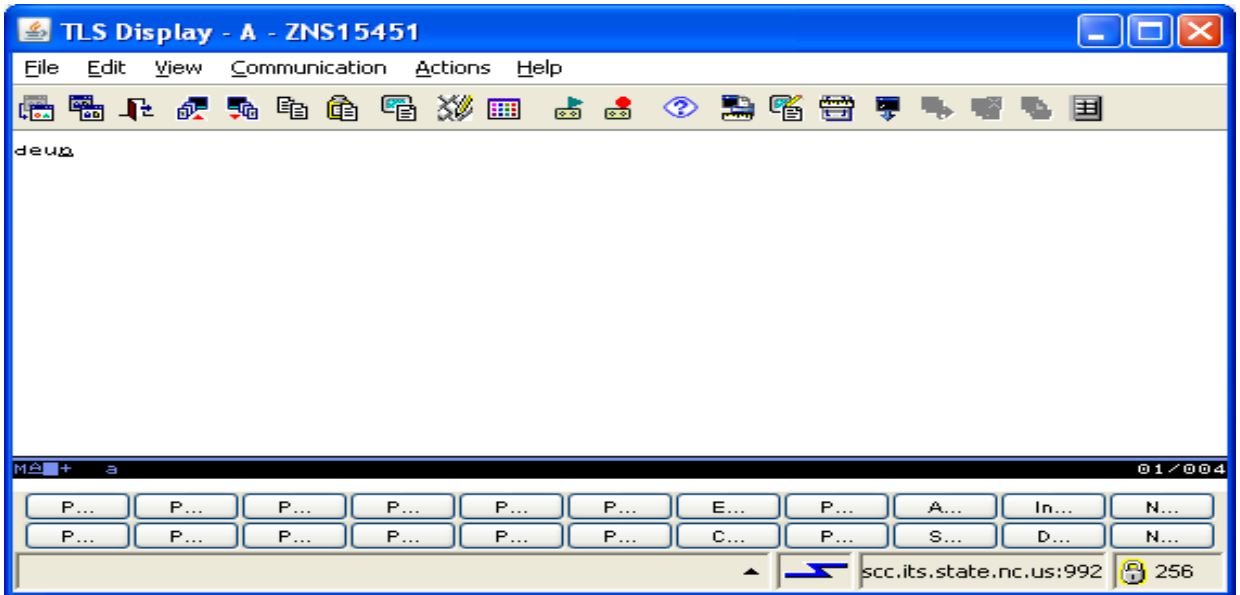 TLS Display - A - ZNS15451
File Edit View Communication Actions Help
deup
MA + a 01/004
P... P... P... P... P... P... E... P... A... In... N...
P... P... P... P... P... P... C... P... S... D... N...
scc.its.state.nc.us:992 256